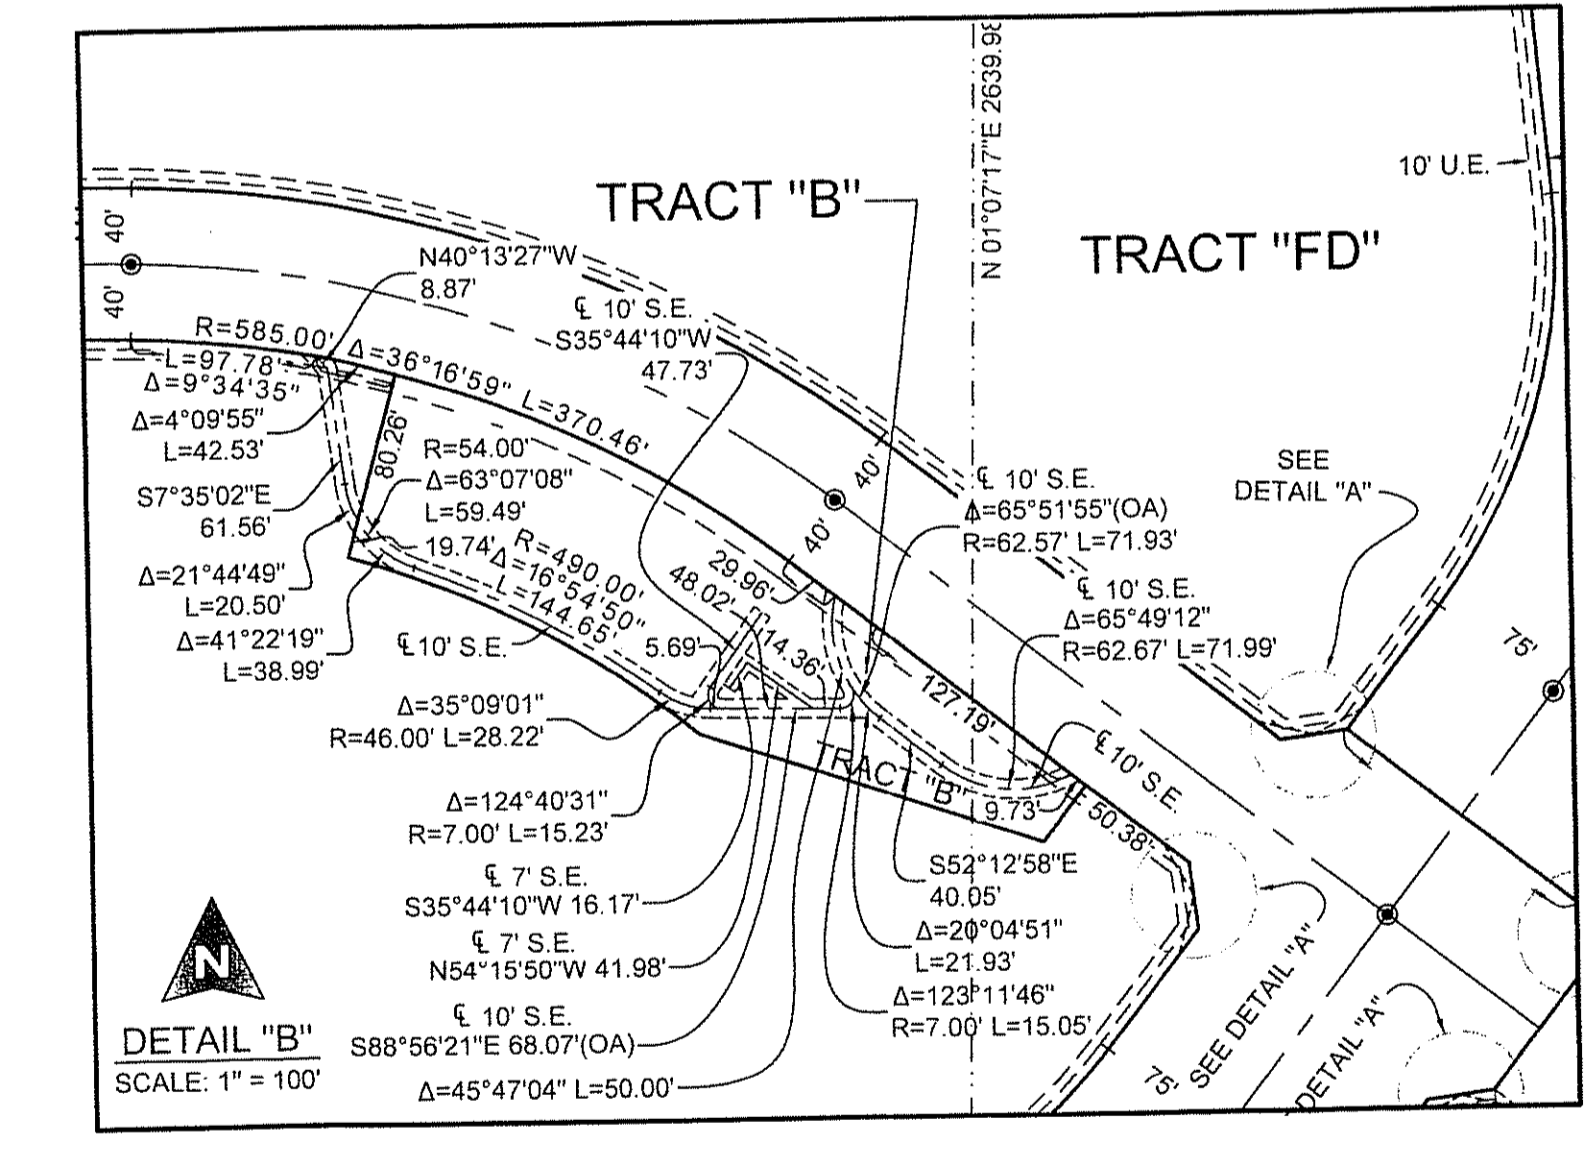 N 01°07'17"E 2639.98
10' U.E.
TRACT "B"
TRACT "FD"
40'
40'
N40°13'27"W
8.87'
℄ 10' S.E.
S35°44'10"W
47.73'
R=585.00'
L=97.78'
Δ=9°34'35"
Δ=36°16'59"
L=370.46'
Δ=4°09'55"
L=42.53'
80.26'
R=54.00'
Δ=63°07'08"
L=59.49'
19.74'
S7°35'02"E
61.56'
40'
40'
℄ 10' S.E.
Δ=65°51'55"(OA)
R=62.57' L=71.93'
SEE
DETAIL "A"
R=490.00'
Δ=16°54'50"
L=144.65'
29.96'
48.02'
14.36'
5.69'
Δ=21°44'49"
L=20.50'
Δ=41°22'19"
L=38.99'
℄ 10' S.E.
℄ 10' S.E.
Δ=65°49'12"
R=62.67' L=71.99'
75'
127.19'
Δ=35°09'01"
R=46.00' L=28.22'
TRACT "B"
9.73'
℄ 10' S.E.
50.38'
Δ=124°40'31"
R=7.00' L=15.23'
℄ 7' S.E.
S35°44'10"W 16.17'
℄ 7' S.E.
N54°15'50"W 41.98'
℄ 10' S.E.
S88°56'21"E 68.07'(OA)
Δ=45°47'04" L=50.00'
S52°12'58"E
40.05'
Δ=20°04'51"
L=21.93'
Δ=123°11'46"
R=7.00' L=15.05'
75'
SEE DETAIL "A"
DETAIL "A"
N
DETAIL "B"
SCALE: 1" = 100'